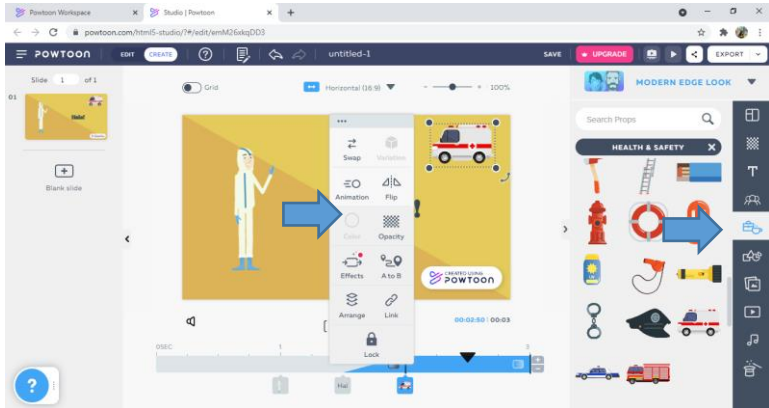 Powtoon Workspace
Studio | Powtoon
powtoon.com/html5-studio/?#/edit/emM26xkqDD3
POWTOON EDIT CREATE untitled-1 SAVE UPGRADE EXPORT
Slide 1 of 1
Grid
Horizontal (16:9)
100%
MODERN EDGE LOOK
01
Hallo!
Blank slide
Search Props
HEALTH & SAFETY X
Swap Variation
Animation Flip
Color Opacity
Effects A to B
Arrange Link
Lock
!
CREATED USING
POWTOON
00:02:50 | 00:03
0SEC 1 3
Hal
?